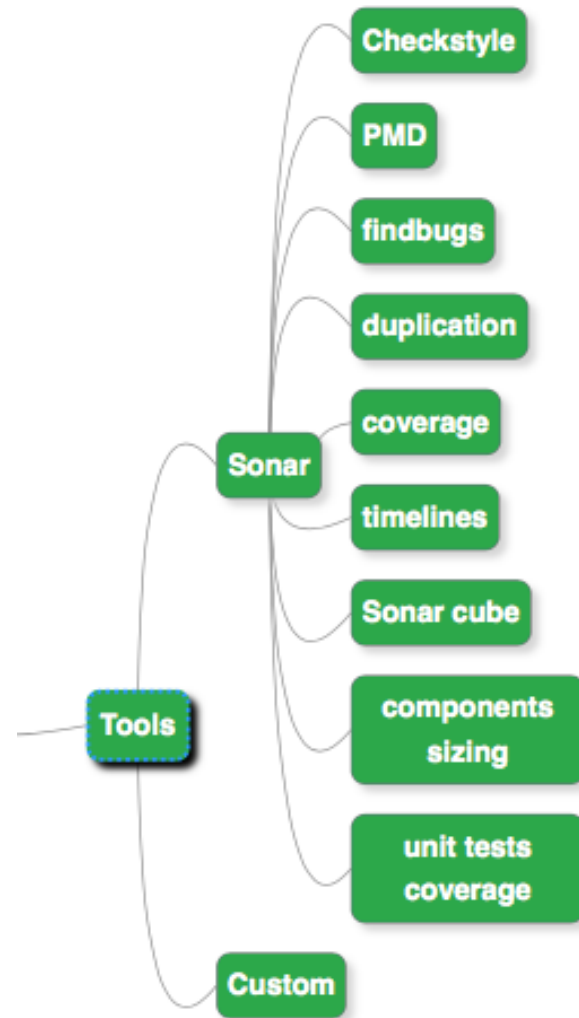 Checkstyle
PMD
findbugs
duplication
coverage
Sonar
timelines
Sonar cube
components
sizing
Tools
unit tests
coverage
Custom